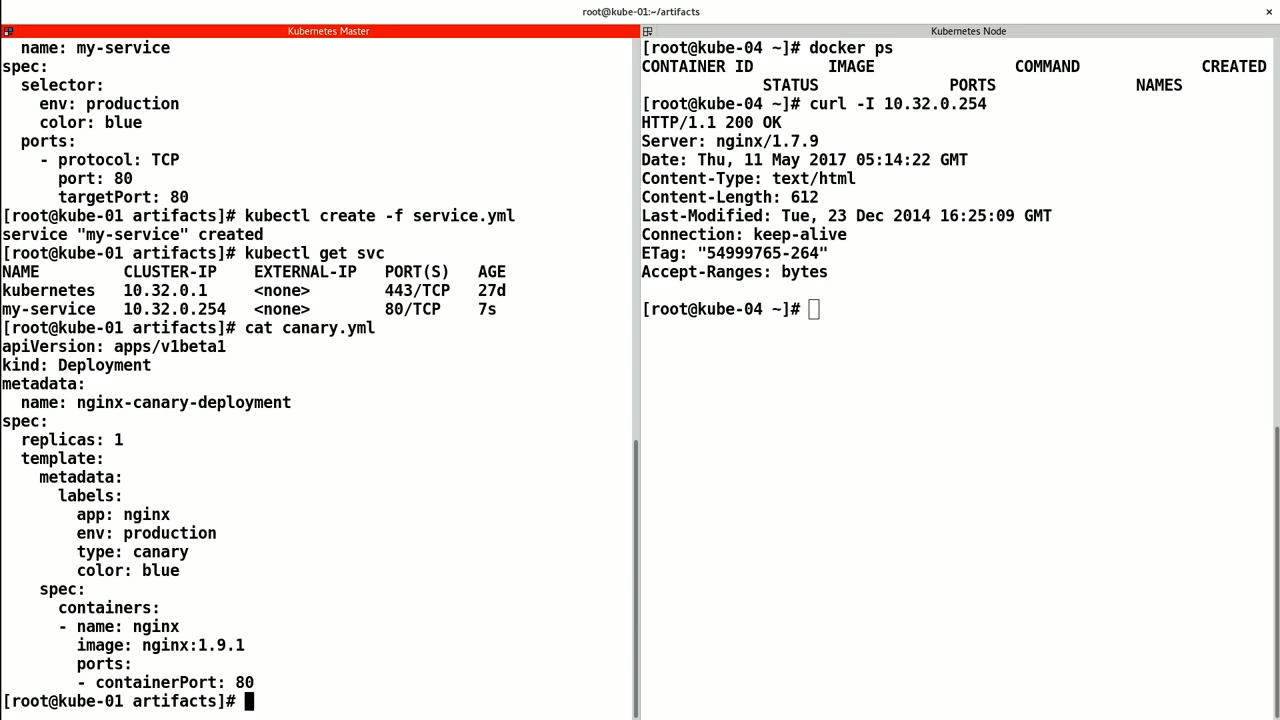 root@kube-01:~/artifacts
×
Kubernetes Master
  name: my-service
spec:
  selector:
    env: production
    color: blue
  ports:
    - protocol: TCP
      port: 80
      targetPort: 80
[root@kube-01 artifacts]# kubectl create -f service.yml
service "my-service" created
[root@kube-01 artifacts]# kubectl get svc
NAME         CLUSTER-IP    EXTERNAL-IP   PORT(S)   AGE
kubernetes   10.32.0.1     <none>        443/TCP   27d
my-service   10.32.0.254   <none>        80/TCP    7s
[root@kube-01 artifacts]# cat canary.yml
apiVersion: apps/v1beta1
kind: Deployment
metadata:
  name: nginx-canary-deployment
spec:
  replicas: 1
  template:
    metadata:
      labels:
        app: nginx
        env: production
        type: canary
        color: blue
    spec:
      containers:
      - name: nginx
        image: nginx:1.9.1
        ports:
        - containerPort: 80
[root@kube-01 artifacts]#
Kubernetes Node
[root@kube-04 ~]# docker ps
CONTAINER ID        IMAGE               COMMAND             CREATED
             STATUS              PORTS               NAMES
[root@kube-04 ~]# curl -I 10.32.0.254
HTTP/1.1 200 OK
Server: nginx/1.7.9
Date: Thu, 11 May 2017 05:14:22 GMT
Content-Type: text/html
Content-Length: 612
Last-Modified: Tue, 23 Dec 2014 16:25:09 GMT
Connection: keep-alive
ETag: "54999765-264"
Accept-Ranges: bytes
[root@kube-04 ~]#